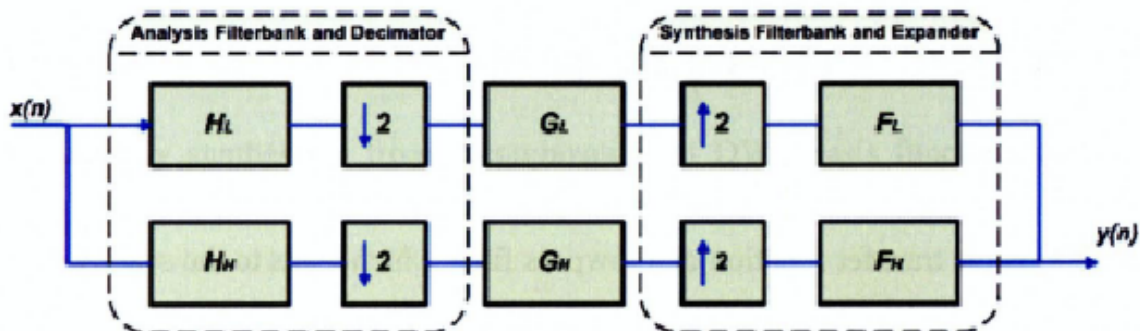 Analysis Filterbank and Decimator
Synthesis Filterbank and Expander
x(n)
HL ↓ 2 GL ↑ 2 FL
HH ↓ 2 GH ↑ 2 FH
y(n)